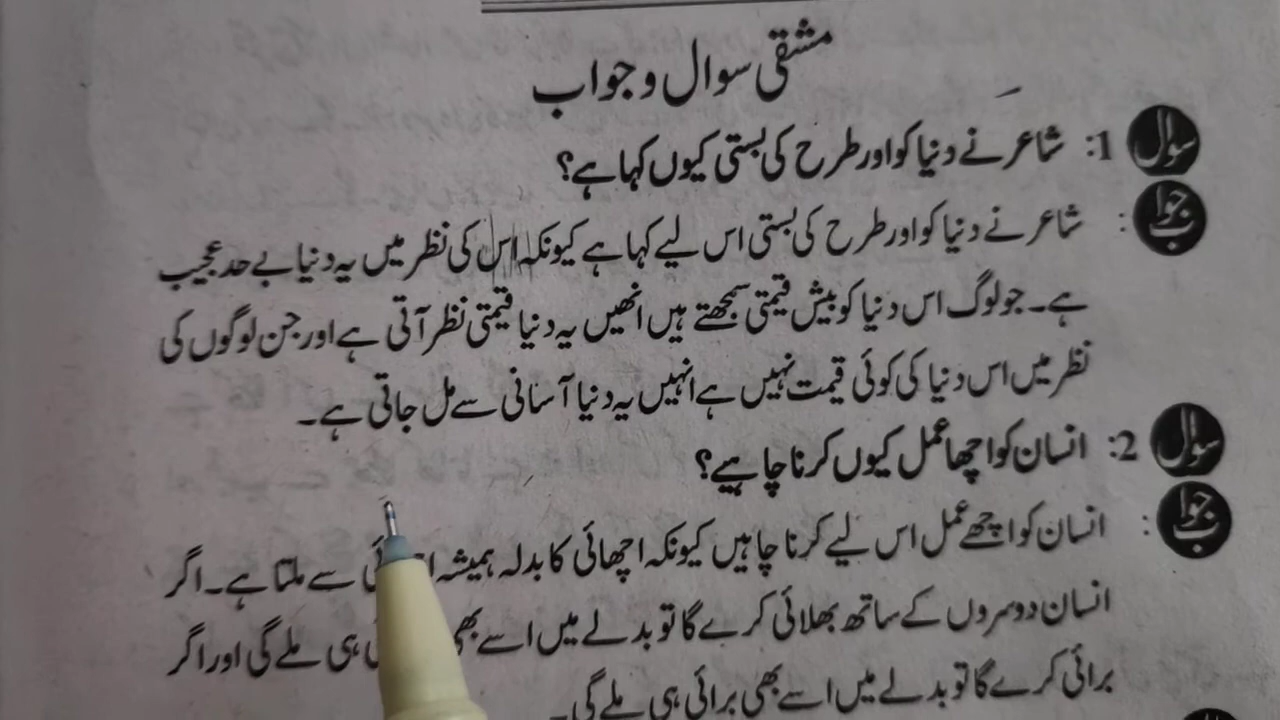 مشقی سوال و جواب
سوال 1: شاعر نے دنیا کو اور طرح کی بستی کیوں کہا ہے؟
جواب : شاعر نے دنیا کو اور طرح کی بستی اس لیے کہا ہے کیونکہ اس کی نظر میں یہ دنیا بے حد عجیب
ہے۔ جو لوگ اس دنیا کو بیش قیمتی سمجھتے ہیں انھیں یہ دنیا قیمتی نظر آتی ہے اور جن لوگوں کی
نظر میں اس دنیا کی کوئی قیمت نہیں ہے انہیں یہ دنیا آسانی سے مل جاتی ہے۔
سوال 2: انسان کو اچھا عمل کیوں کرنا چاہیے؟
جواب : انسان کو اچھے عمل اس لیے کرنا چاہیں کیونکہ اچھائی کا بدلہ ہمیشہ سے ملتا ہے۔ اگر
انسان دوسروں کے ساتھ بھلائی کرے گا تو بدلے میں اسے ہی ملے گی اور اگر
برائی کرے گا تو بدلے میں اسے بھی برائی ہی ملے گی۔